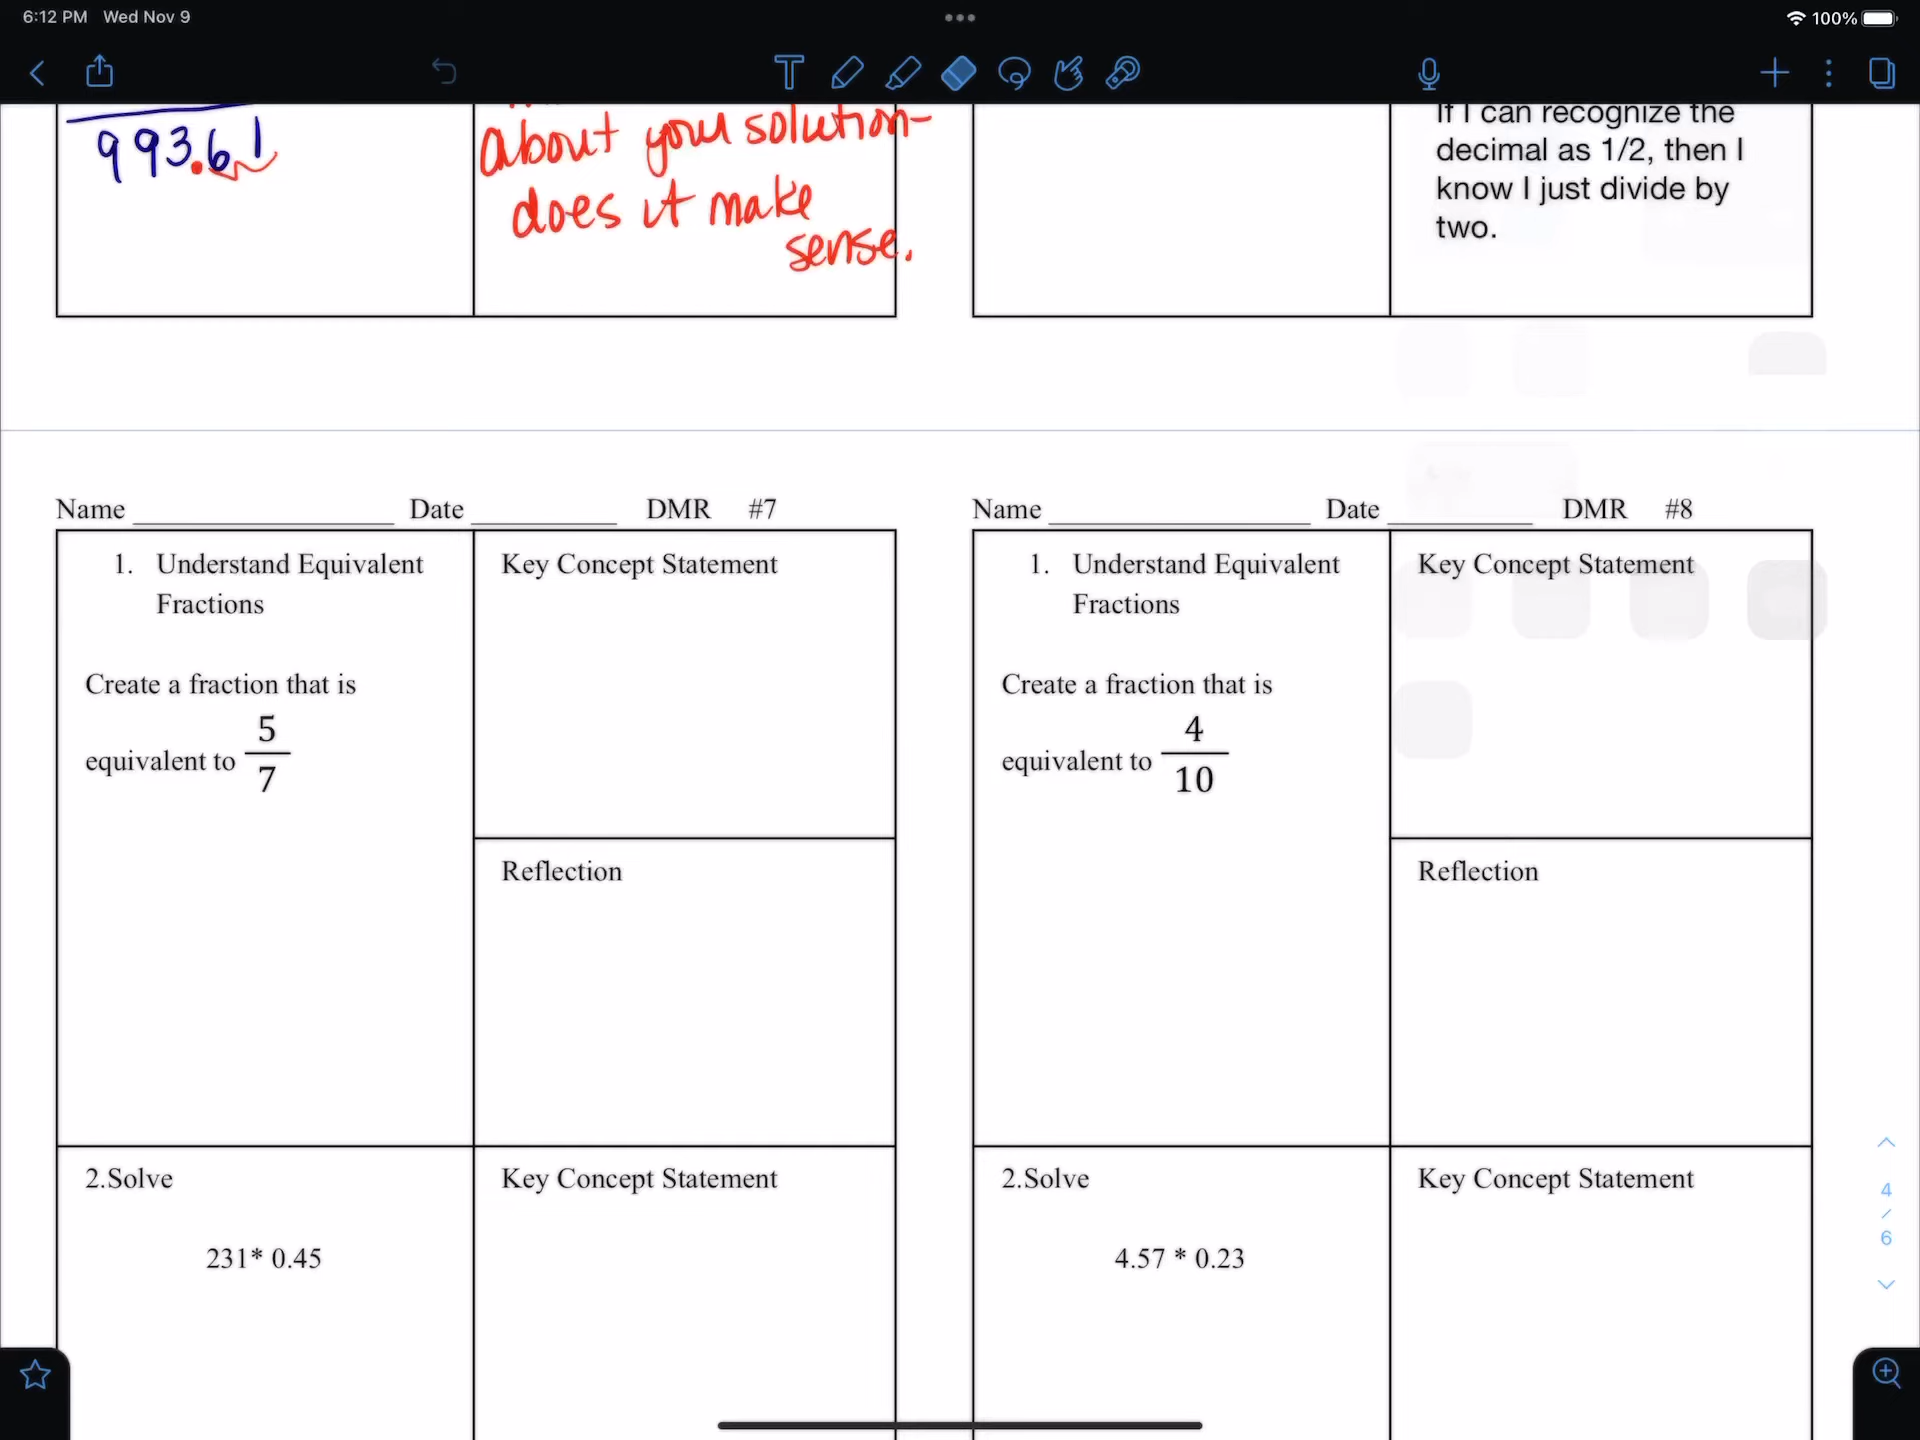 6:12 PM Wed Nov 9
100%
993.61
about your solution-
does it make
sense.
If I can recognize the
decimal as 1/2, then I
know I just divide by
two.
Name Date DMR #7
1. Understand Equivalent
Fractions
Create a fraction that is
equivalent to 5/7
Key Concept Statement
Reflection
2.Solve
231* 0.45
Key Concept Statement
Name Date DMR #8
1. Understand Equivalent
Fractions
Create a fraction that is
equivalent to 4/10
Key Concept Statement
Reflection
2.Solve
4.57 * 0.23
Key Concept Statement
4
/
6